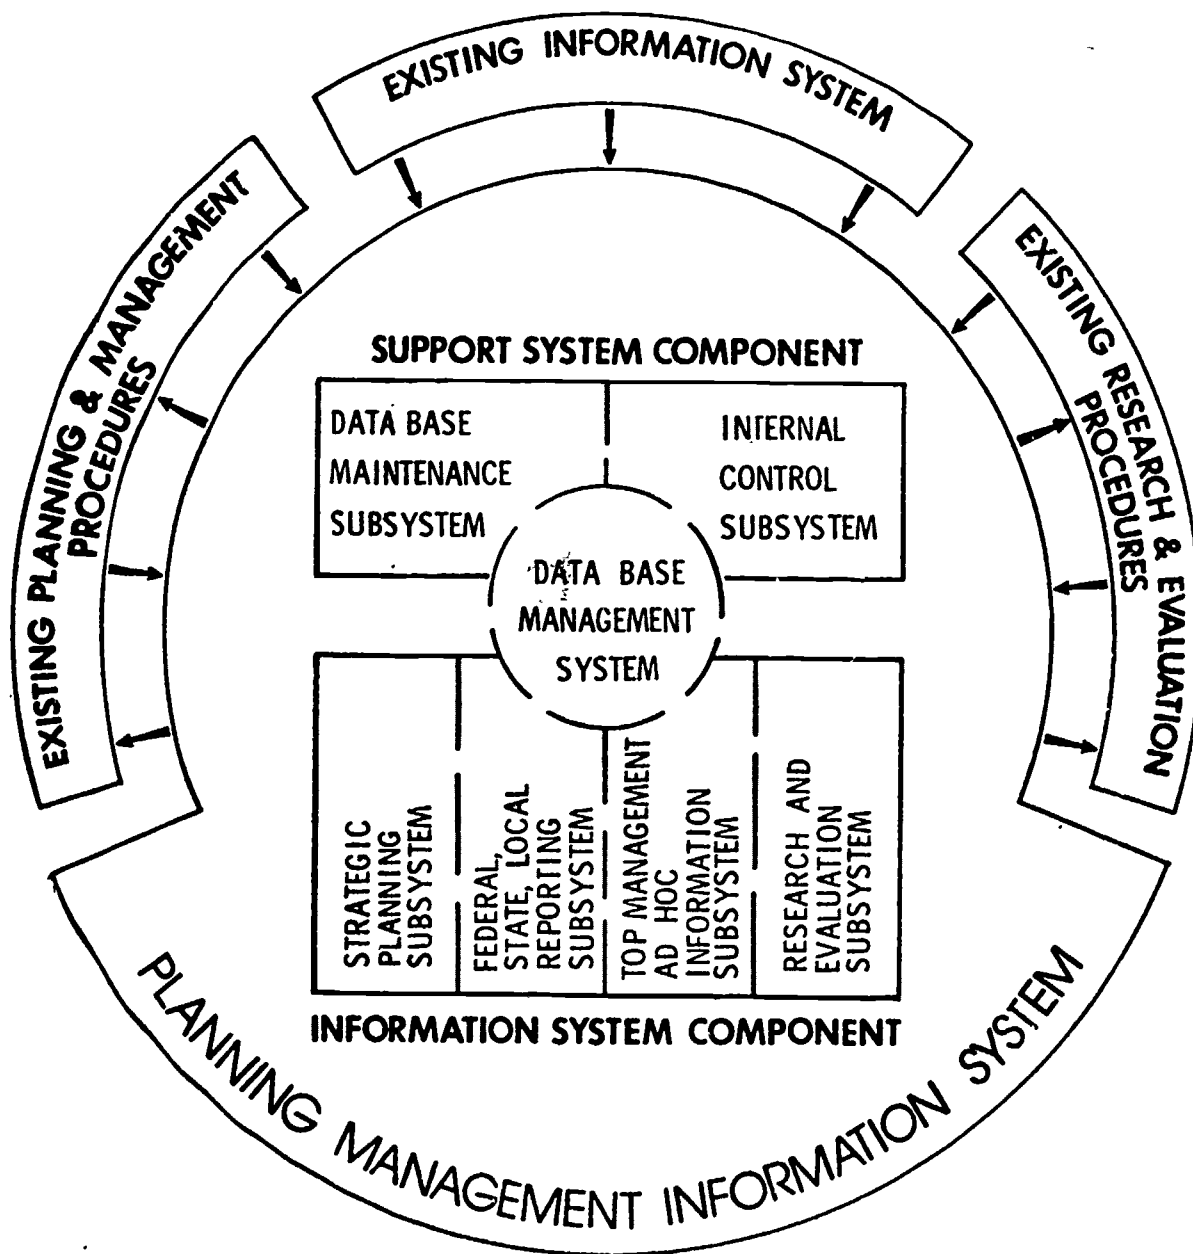 EXISTING INFORMATION SYSTEM
EXISTING PLANNING & MANAGEMENT
PROCEDURES
EXISTING RESEARCH & EVALUATION
PROCEDURES
SUPPORT SYSTEM COMPONENT
DATA BASE
MAINTENANCE
SUBSYSTEM
INTERNAL
CONTROL
SUBSYSTEM
DATA BASE
MANAGEMENT
SYSTEM
STRATEGIC
PLANNING
SUBSYSTEM
FEDERAL,
STATE, LOCAL
REPORTING
SUBSYSTEM
TOP MANAGEMENT
AD HOC
INFORMATION
SUBSYSTEM
RESEARCH AND
EVALUATION
SUBSYSTEM
INFORMATION SYSTEM COMPONENT
PLANNING MANAGEMENT INFORMATION SYSTEM